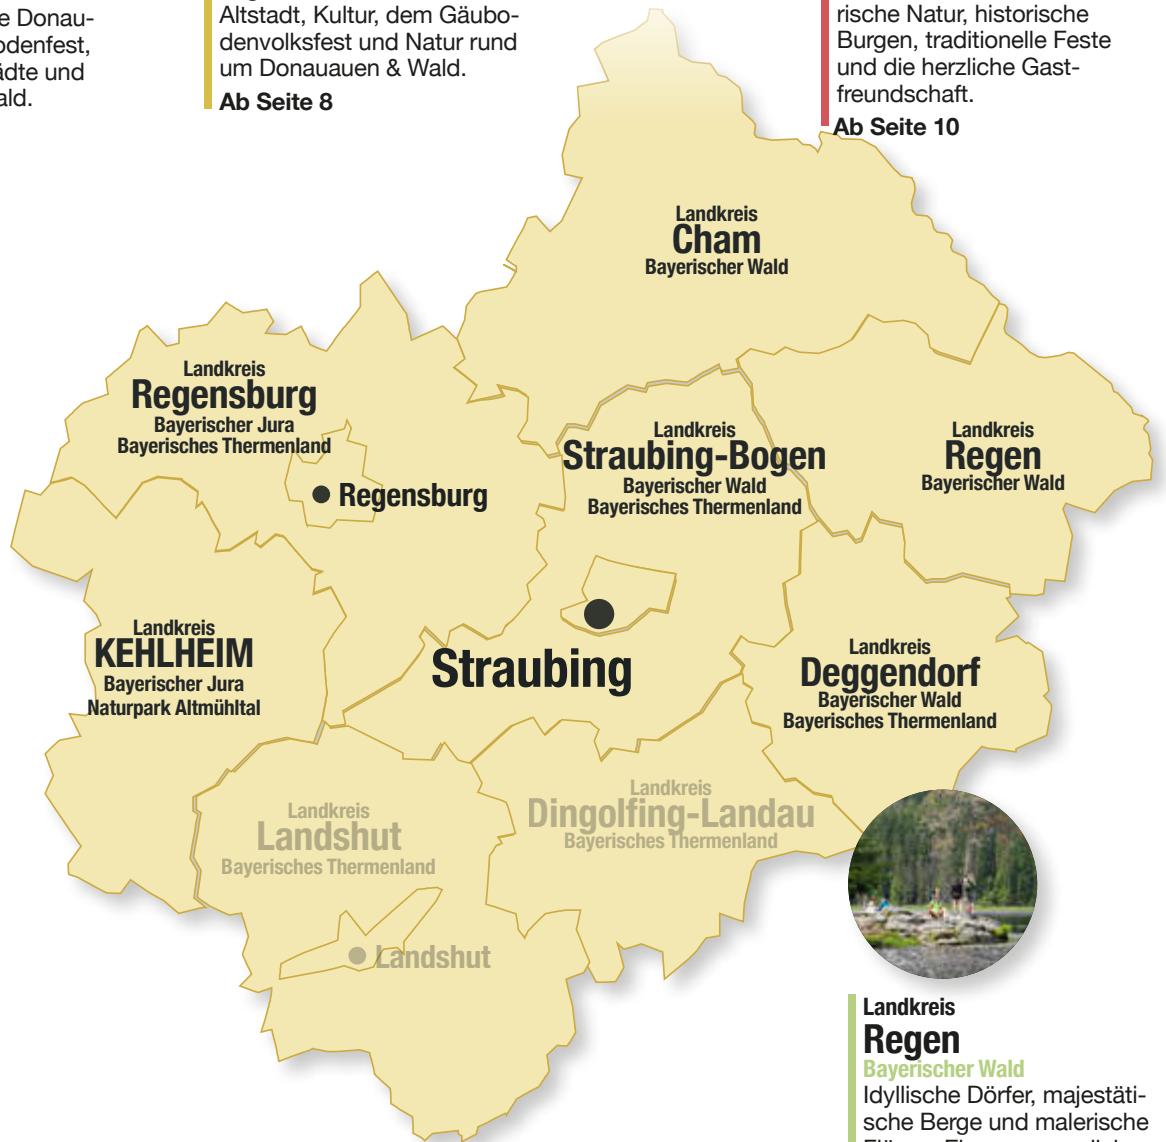 e Donau-
odenfest,
ädte und
ald.
Altstadt, Kultur, dem Gäubo-
denvolksfest und Natur rund
um Donauauen & Wald.
Ab Seite 8
rische Natur, historische
Burgen, traditionelle Feste
und die herzliche Gast-
freundschaft.
Ab Seite 10
Landkreis
Cham
Bayerischer Wald
Landkreis
Regensburg
Bayerischer Jura
Bayerisches Thermenland
Regensburg
Landkreis
Straubing-Bogen
Bayerischer Wald
Bayerisches Thermenland
Landkreis
Regen
Bayerischer Wald
Landkreis
KEHLHEIM
Bayerischer Jura
Naturpark Altmühltal
Straubing
Landkreis
Deggendorf
Bayerischer Wald
Bayerisches Thermenland
Landkreis
Landshut
Bayerisches Thermenland
Landkreis
Dingolfing-Landau
Bayerisches Thermenland
Landshut
Landkreis
Regen
Bayerischer Wald
Idyllische Dörfer, majestäti-
sche Berge und malerische